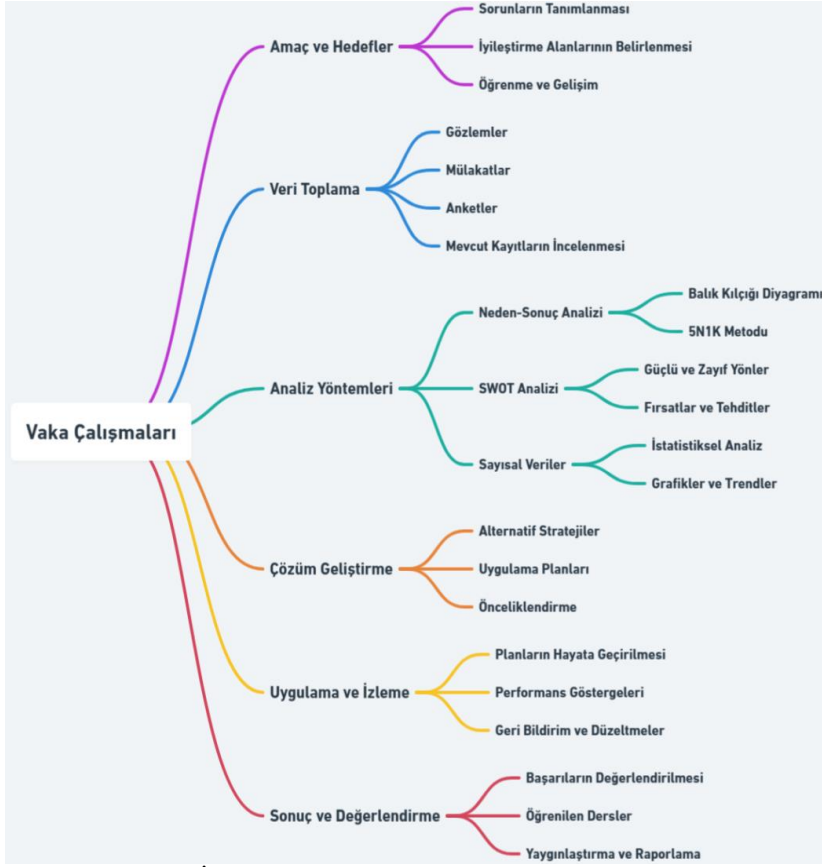 Vaka Çalışmaları
Amaç ve Hedefler
Sorunların Tanımlanması
İyileştirme Alanlarının Belirlenmesi
Öğrenme ve Gelişim
Veri Toplama
Gözlemler
Mülakatlar
Anketler
Mevcut Kayıtların İncelenmesi
Analiz Yöntemleri
Neden-Sonuç Analizi
Balık Kılçığı Diyagramı
5N1K Metodu
SWOT Analizi
Güçlü ve Zayıf Yönler
Fırsatlar ve Tehditler
Sayısal Veriler
İstatistiksel Analiz
Grafikler ve Trendler
Çözüm Geliştirme
Alternatif Stratejiler
Uygulama Planları
Önceliklendirme
Uygulama ve İzleme
Planların Hayata Geçirilmesi
Performans Göstergeleri
Geri Bildirim ve Düzeltmeler
Sonuç ve Değerlendirme
Başarıların Değerlendirilmesi
Öğrenilen Dersler
Yaygınlaştırma ve Raporlama